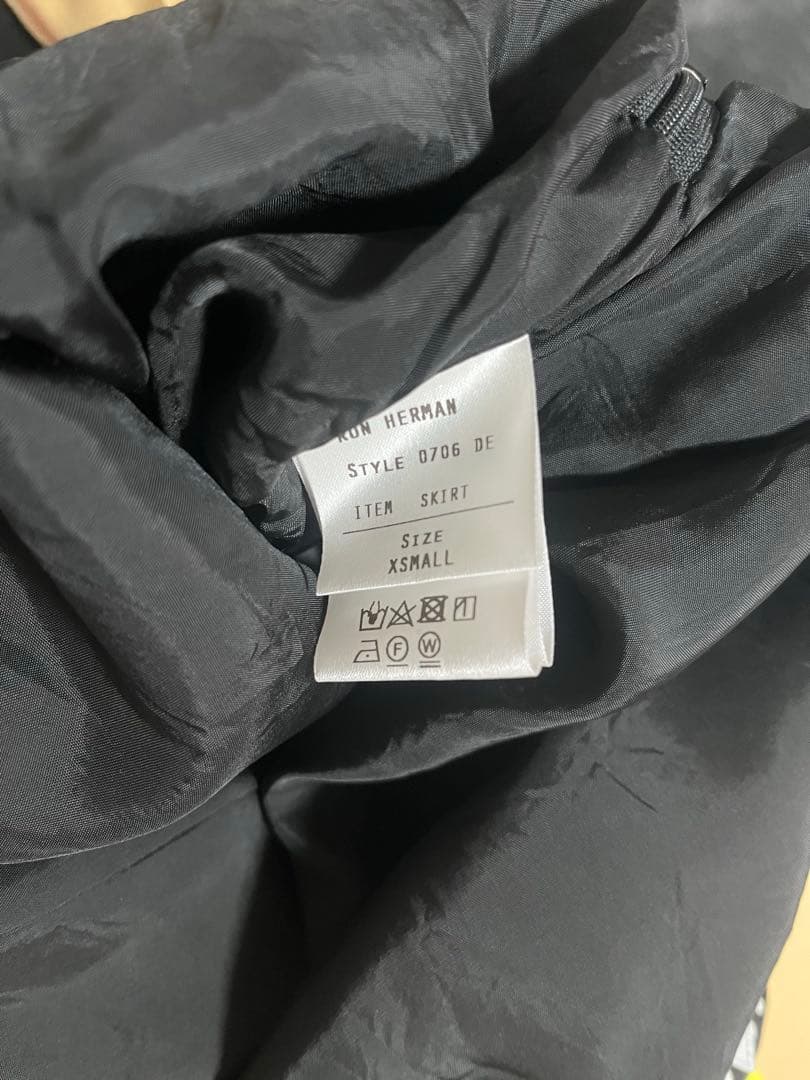 RON HERMAN
STYLE 0706 DE
ITEM SKIRT
SIZE
XSMALL
F W